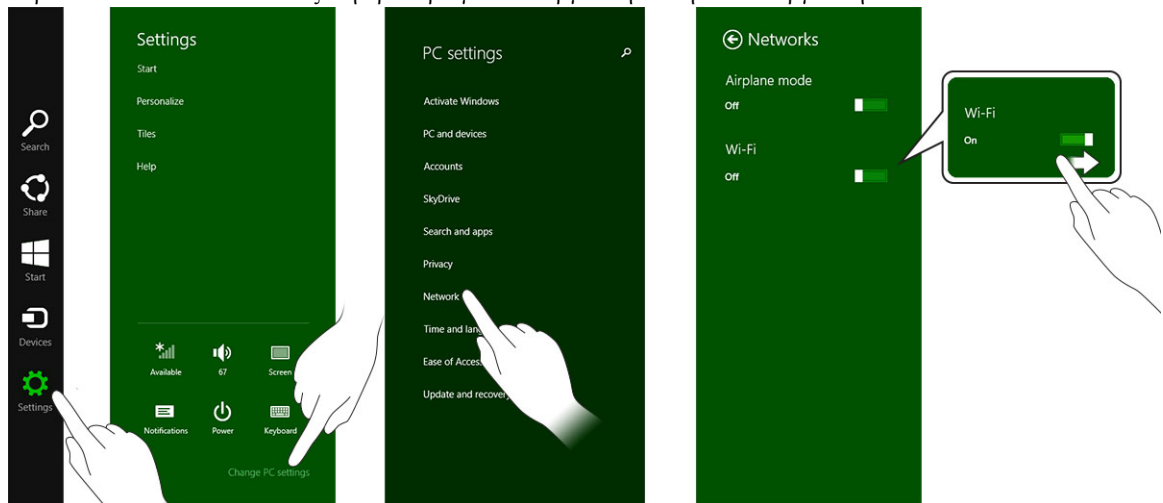 Search
Share
Start
Devices
Settings
Settings
Start
Personalize
Tiles
Help
Available
67
Screen
Notifications
Power
Keyboard
Change PC settings
PC settings
Activate Windows
PC and devices
Accounts
SkyDrive
Search and apps
Privacy
Network
Time and
Ease of
Update and recovery
Networks
Airplane mode
Off
Wi-Fi
Off
Wi-Fi
On